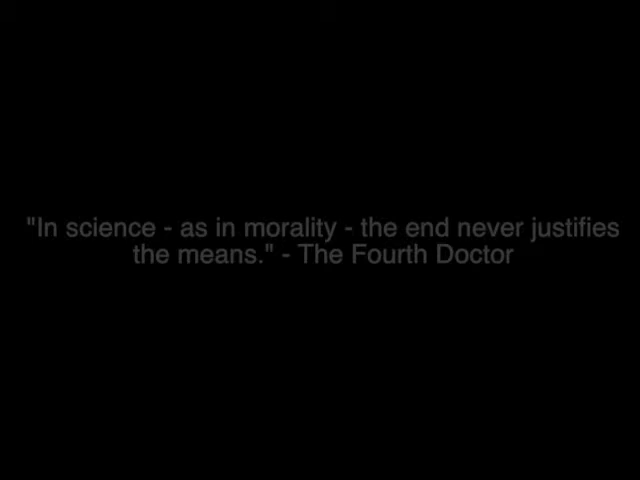 "In science - as in morality - the end never justifies
the means." - The Fourth Doctor